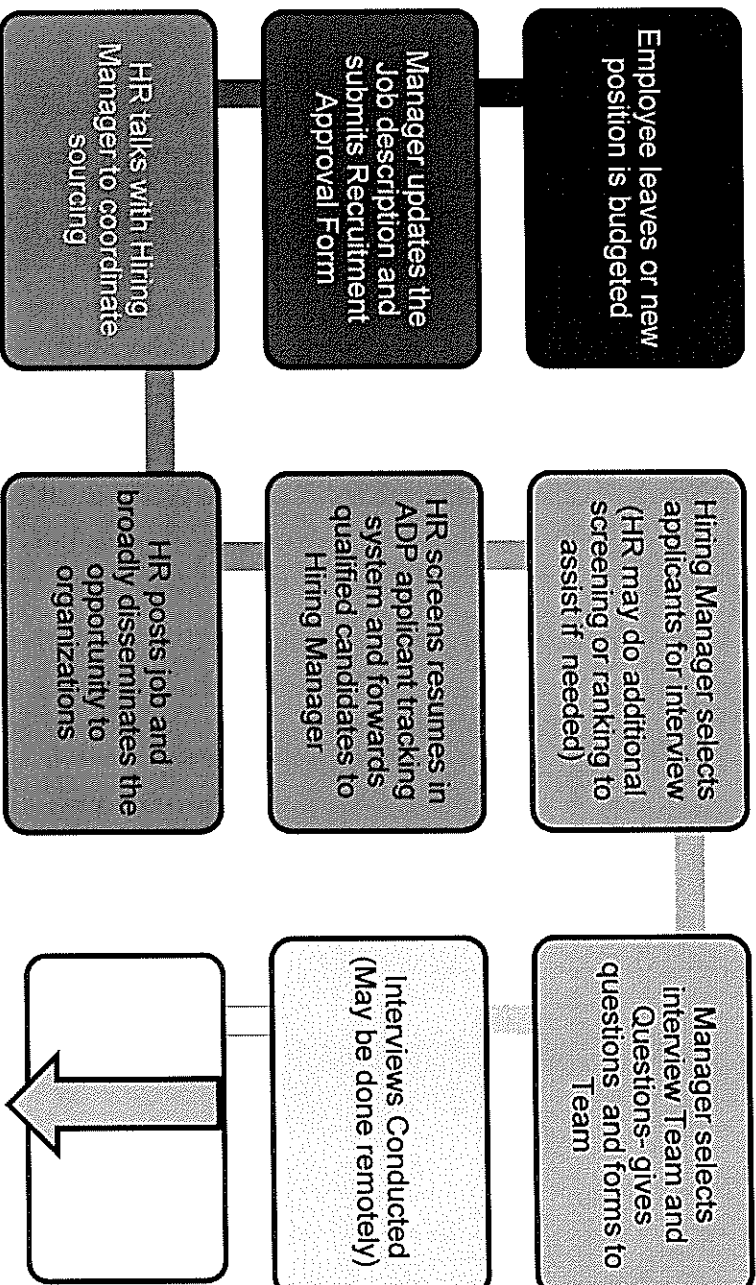 Employee leaves or new
position is budgeted
Manager updates the
Job description and
submits Recruitment
Approval Form
HR talks with Hiring
Manager to coordinate
sourcing
HR posts job and
broadly disseminates the
opportunity to
organizations
HR screens resumes in
ADP applicant tracking
system and forwards
qualified candidates to
Hiring Manager
Hiring Manager selects
applicants for interview
(HR may do additional
screening or ranking to
assist if needed)
Manager selects
interview Team and
Questions- gives
questions and forms to
Team
Interviews Conducted
(May be done remotely)